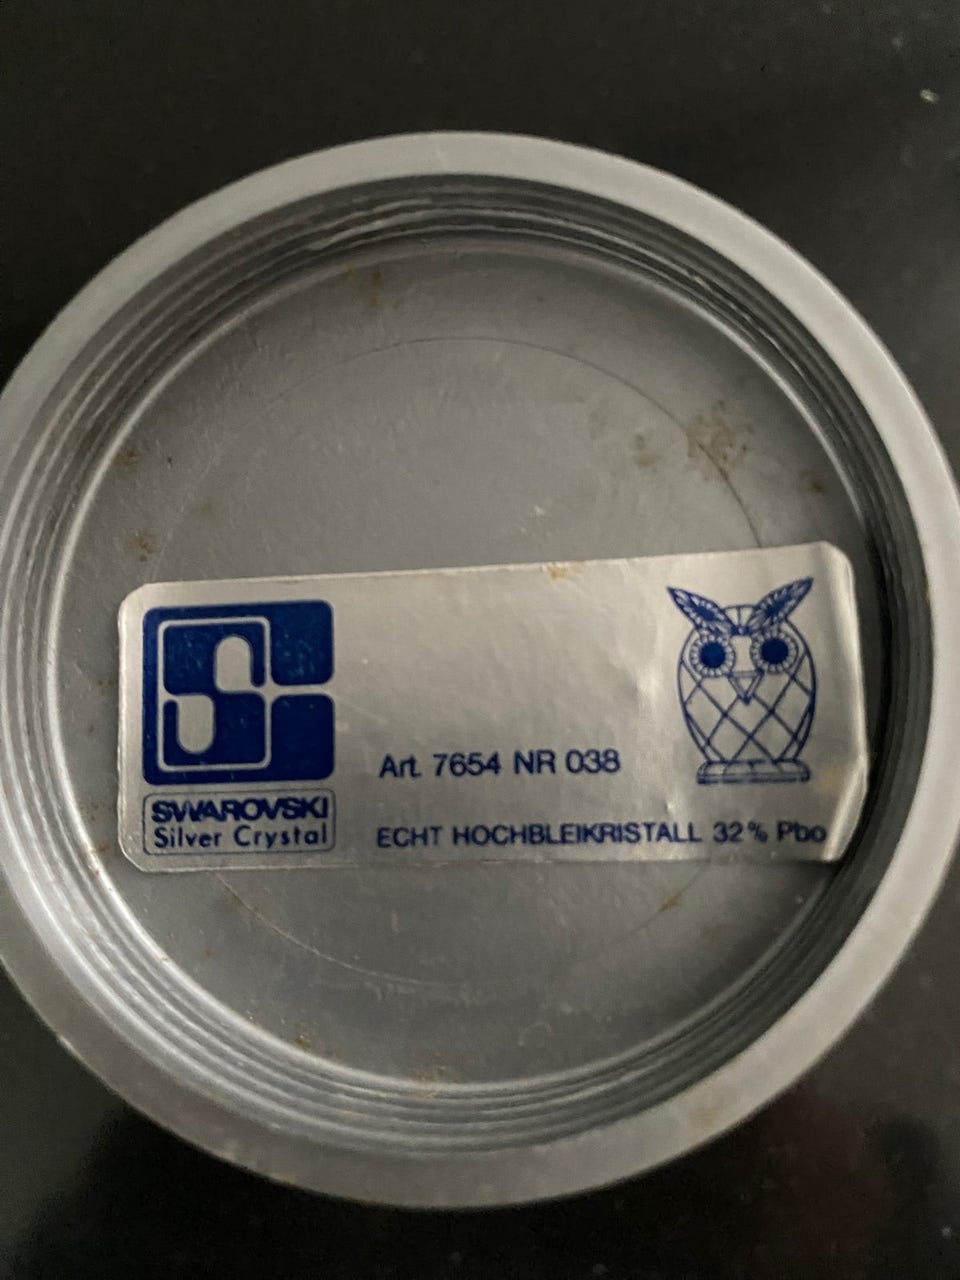 SWAROVSKI
Silver Crystal
Art. 7654 NR 038
ECHT HOCHBLEIKRISTALL 32% Pbo